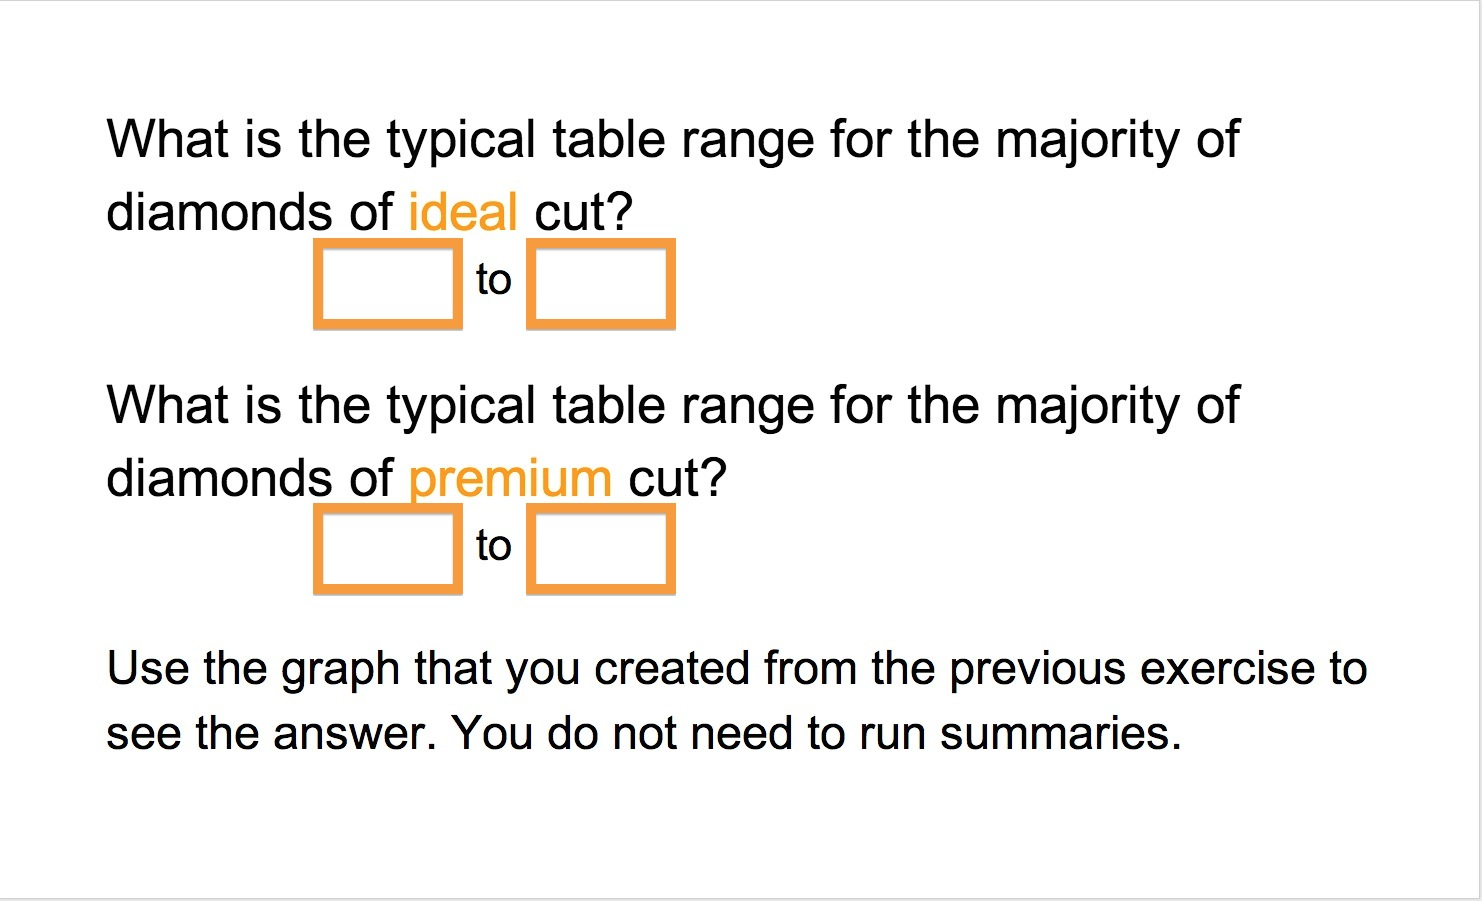 What is the typical table range for the majority of
diamonds of ideal cut?
to
What is the typical table range for the majority of
diamonds of premium cut?
to
Use the graph that you created from the previous exercise to
see the answer. You do not need to run summaries.